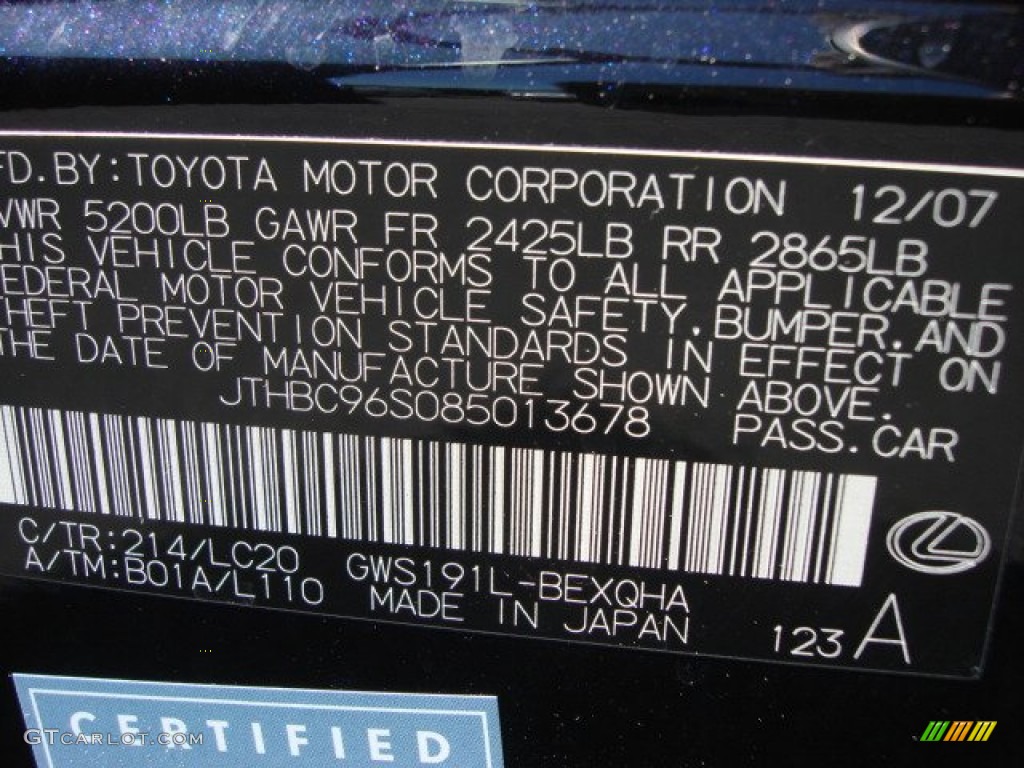 FD.BY:TOYOTA MOTOR CORPORATION 12/07
VWR 5200LB GAWR FR 2425LB RR 2865LB
HIS VEHICLE CONFORMS TO ALL APPLICABLE
EDERAL MOTOR VEHICLE SAFETY.BUMPER.AND
HEFT PREVENTION STANDARDS IN EFFECT ON
THE DATE OF MANUFACTURE SHOWN ABOVE.
JTHBC96S085013678 PASS.CAR
C/TR:214/LC20 GWS191L-BEXQHA
A/TM:B01A/L110 MADE IN JAPAN 123 A
CERTIFIED
GTCARLOT.COM